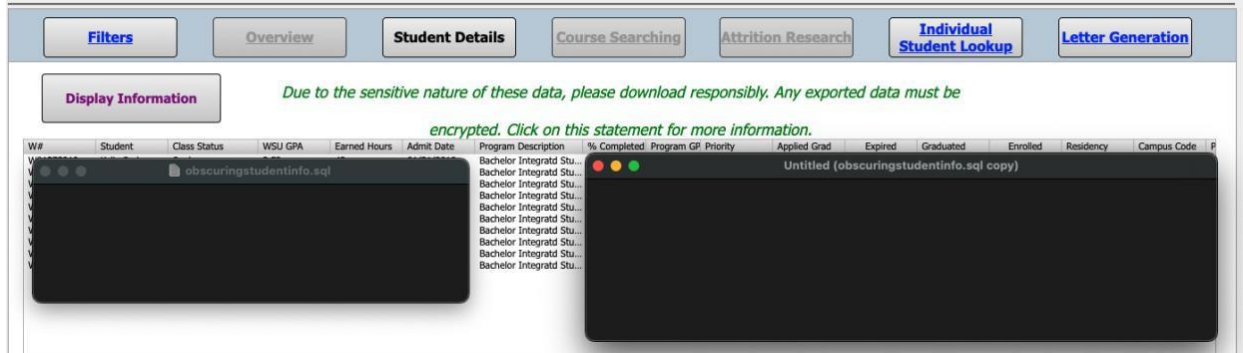 Filters Overview Student Details Course Searching Attrition Research Individual Student Lookup Letter Generation
Display Information
Due to the sensitive nature of these data, please download responsibly. Any exported data must be
encrypted. Click on this statement for more information.
W# Student Class Status WSU GPA Earned Hours Admit Date Program Description % Completed Program GP Priority Applied Grad Expired Graduated Enrolled Residency Campus Code P
Bachelor Integratd Stu...
obscuringstudentinfo.sql Bachelor Integratd Stu... Untitled (obscuringstudentinfo.sql copy)
Bachelor Integratd Stu...
Bachelor Integratd Stu...
Bachelor Integratd Stu...
Bachelor Integratd Stu...
Bachelor Integratd Stu...
Bachelor Integratd Stu...
Bachelor Integratd Stu...
Bachelor Integratd Stu...